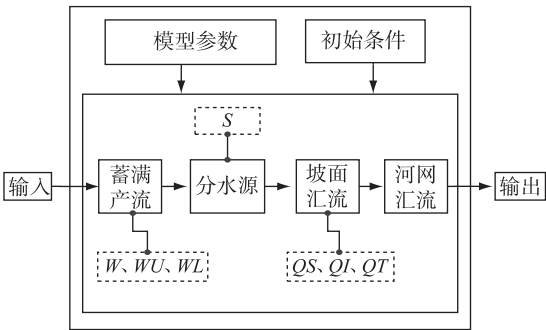 模型参数
初始条件
S
输入
蓄满
产流
分水源
坡面
汇流
河网
汇流
输出
W、WU、WL
QS、QI、QT